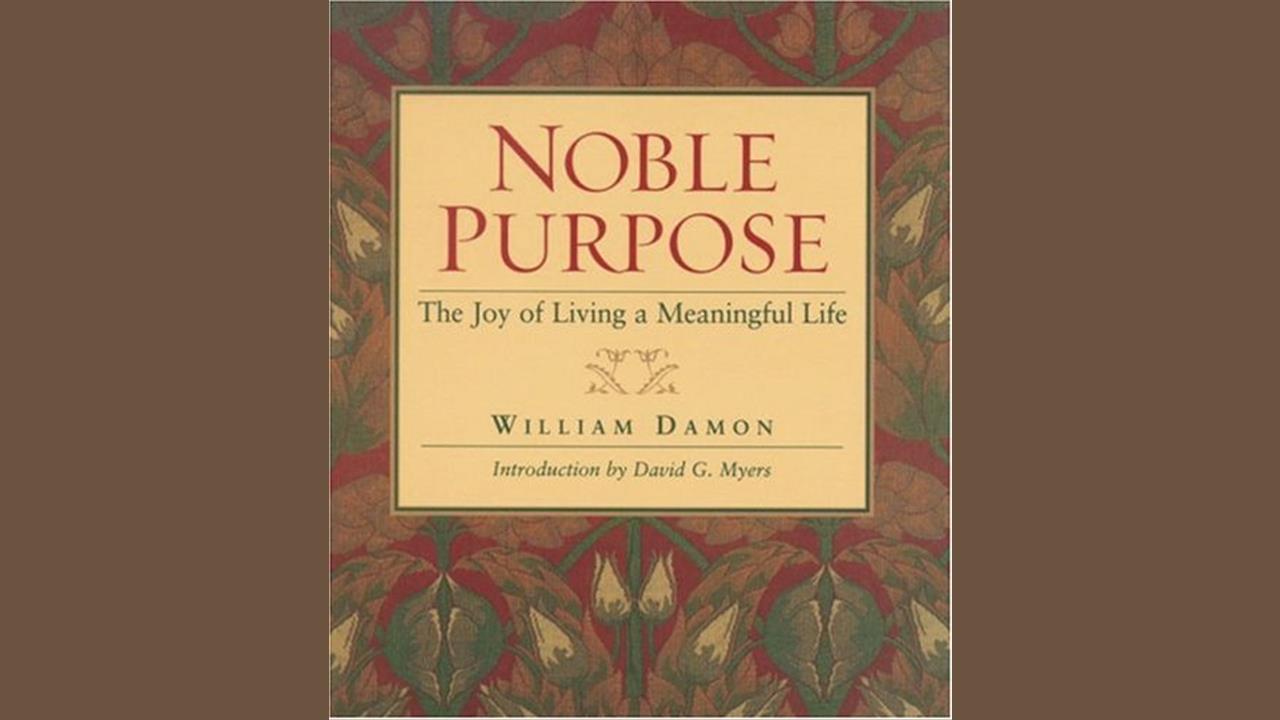 NOBLE
PURPOSE
The Joy of Living a Meaningful Life
WILLIAM DAMON
Introduction by David G. Myers